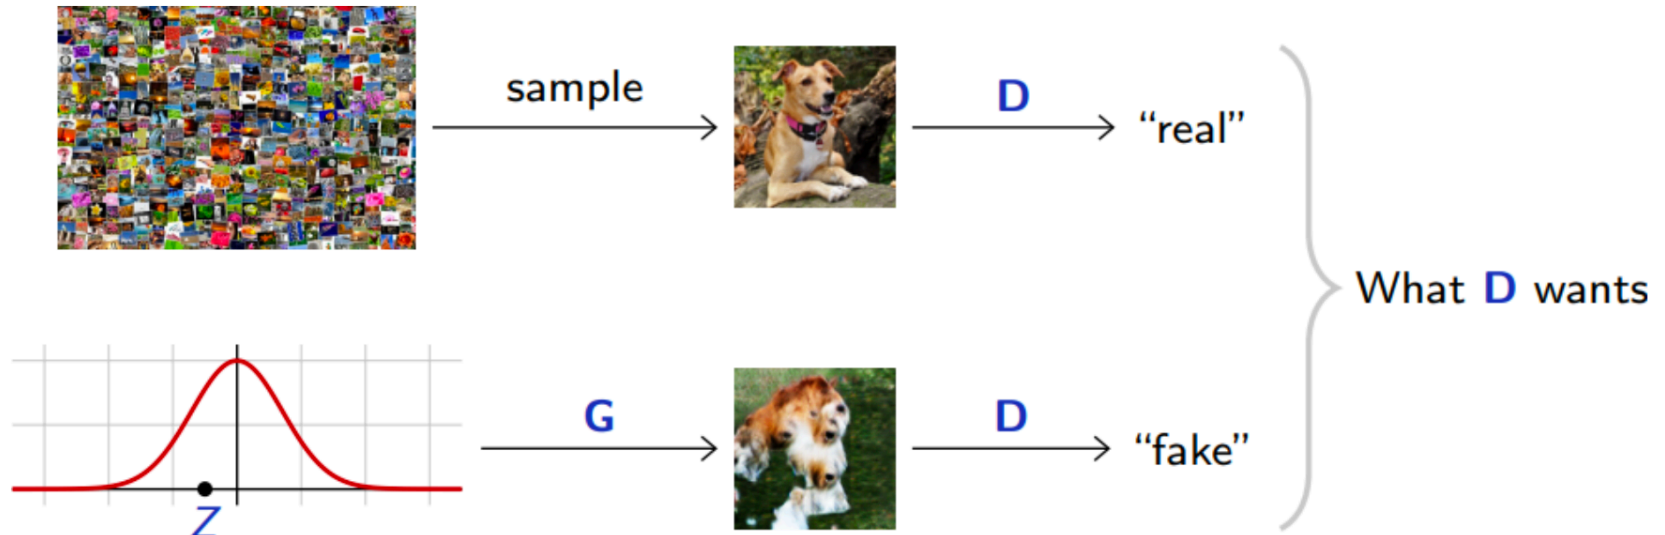 sample
D
“real”
What D wants
G
D
“fake”
Z